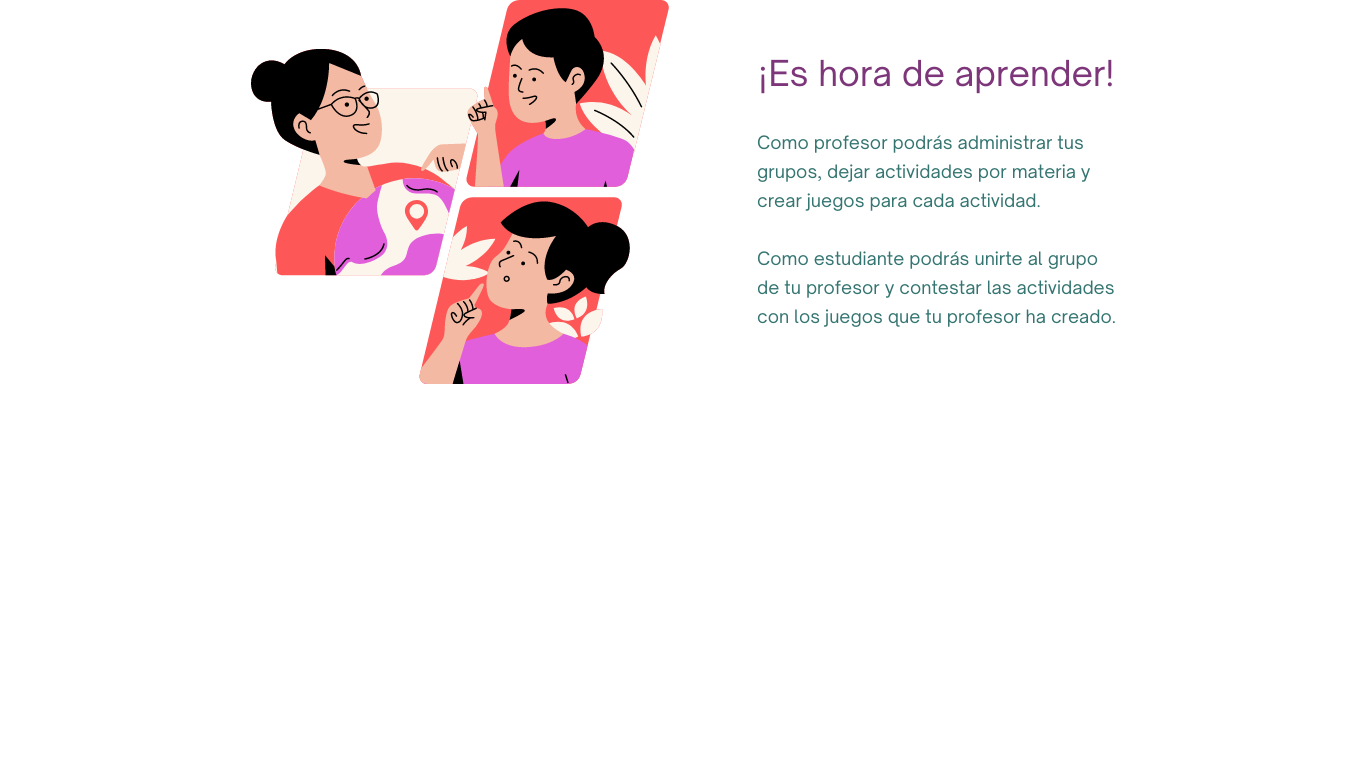 ¡Es hora de aprender!
Como profesor podrás administrar tus
grupos, dejar actividades por materia y
crear juegos para cada actividad.
Como estudiante podrás unirte al grupo
de tu profesor y contestar las actividades
con los juegos que tu profesor ha creado.